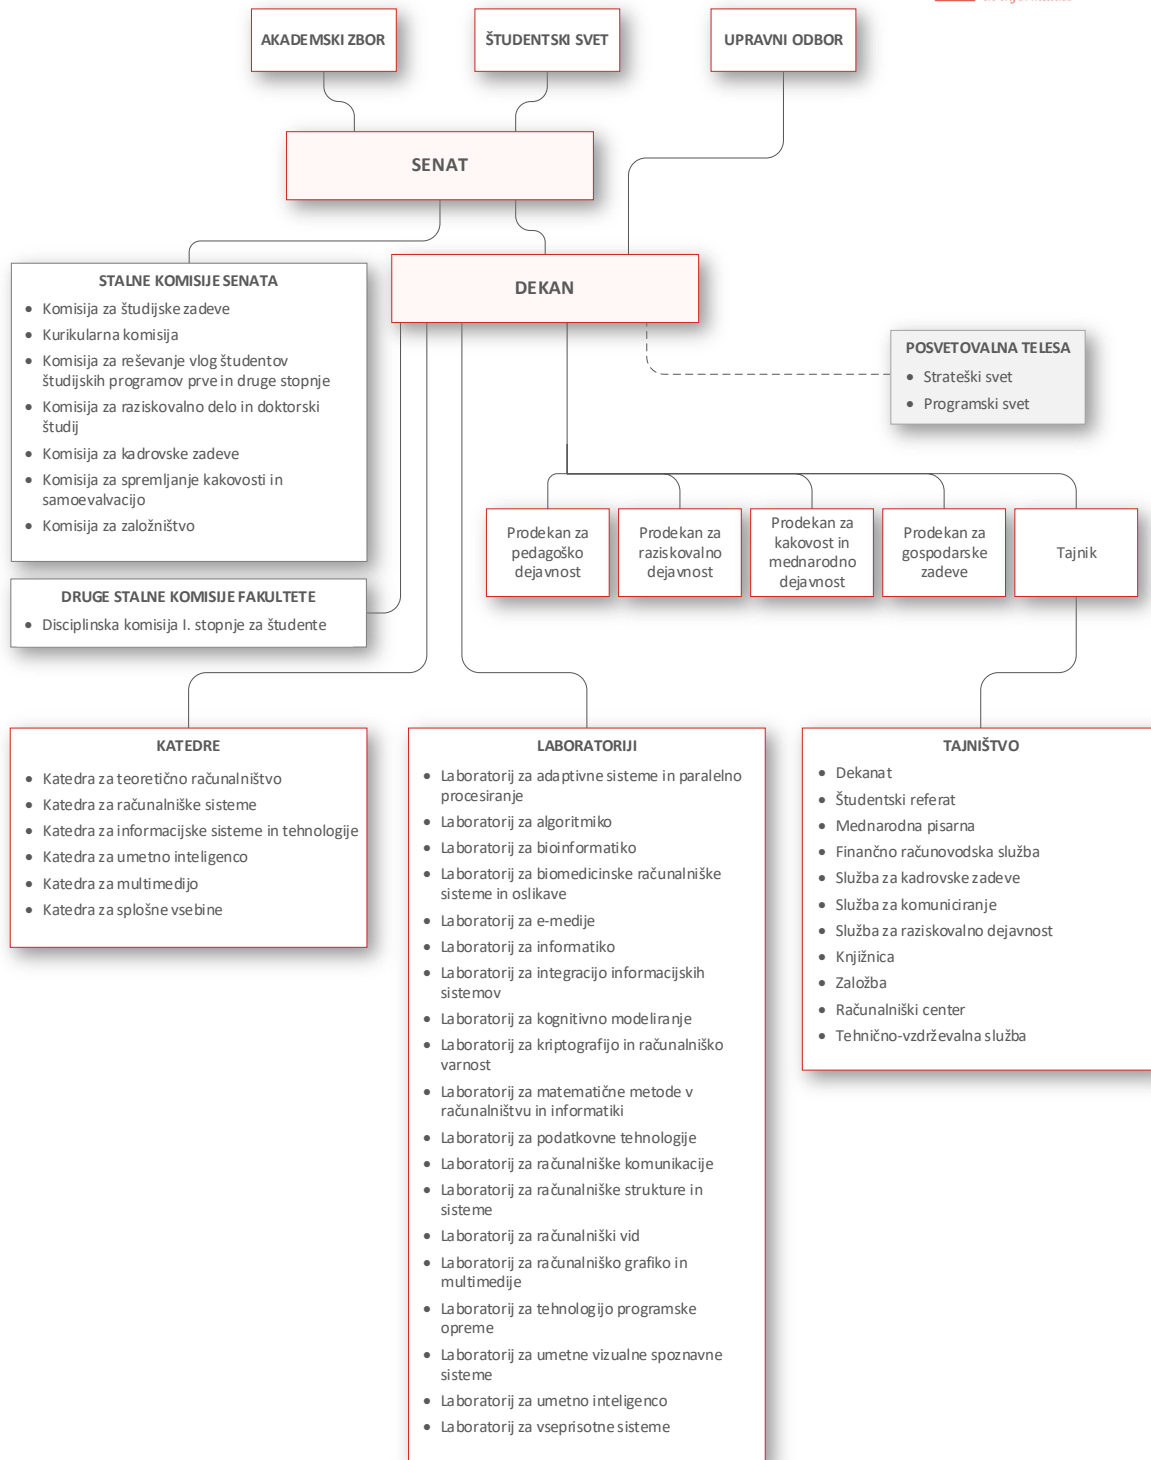 AKADEMSKI ZBOR
ŠTUDENTSKI SVET
UPRAVNI ODBOR
SENAT
STALNE KOMISIJE SENATA
• Komisija za študijske zadeve
• Kurikularna komisija
• Komisija za reševanje vlog študentov
študijskih programov prve in druge stopnje
• Komisija za raziskovalno delo in doktorski
študij
• Komisija za kadrovske zadeve
• Komisija za spremljanje kakovosti in
samoevalvacijo
• Komisija za založništvo
DEKAN
POSVETOVALNA TELESA
• Strateški svet
• Programski svet
Prodekan za
pedagoško
dejavnost
Prodekan za
raziskovalno
dejavnost
Prodekan za
kakovost in
mednarodno
dejavnost
Prodekan za
gospodarske
zadeve
Tajnik
DRUGE STALNE KOMISIJE FAKULTETE
• Disciplinska komisija I. stopnje za študente
KATEDRE
• Katedra za teoretično računalništvo
• Katedra za računalniške sisteme
• Katedra za informacijske sisteme in tehnologije
• Katedra za umetno inteligenco
• Katedra za multimedijo
• Katedra za splošne vsebine
LABORATORIJI
• Laboratorij za adaptivne sisteme in paralelno
procesiranje
• Laboratorij za algoritmiko
• Laboratorij za bioinformatiko
• Laboratorij za biomedicinske računalniške
sisteme in oslikave
• Laboratorij za e-medije
• Laboratorij za informatiko
• Laboratorij za integracijo informacijskih
sistemov
• Laboratorij za kognitivno modeliranje
• Laboratorij za kriptografijo in računalniško
varnost
• Laboratorij za matematične metode v
računalništvu in informatiki
• Laboratorij za podatkovne tehnologije
• Laboratorij za računalniške komunikacije
• Laboratorij za računalniške strukture in
sisteme
• Laboratorij za računalniški vid
• Laboratorij za računalniško grafiko in
multimedije
• Laboratorij za tehnologijo programske
opreme
• Laboratorij za umetne vizualne spoznavne
sisteme
• Laboratorij za umetno inteligenco
• Laboratorij za vseprisotne sisteme
TAJNIŠTVO
• Dekanat
• Študentski referat
• Mednarodna pisarna
• Finančno računovodska služba
• Služba za kadrovske zadeve
• Služba za komuniciranje
• Služba za raziskovalno dejavnost
• Knjižnica
• Založba
• Računalniški center
• Tehnično-vzdrževalna služba